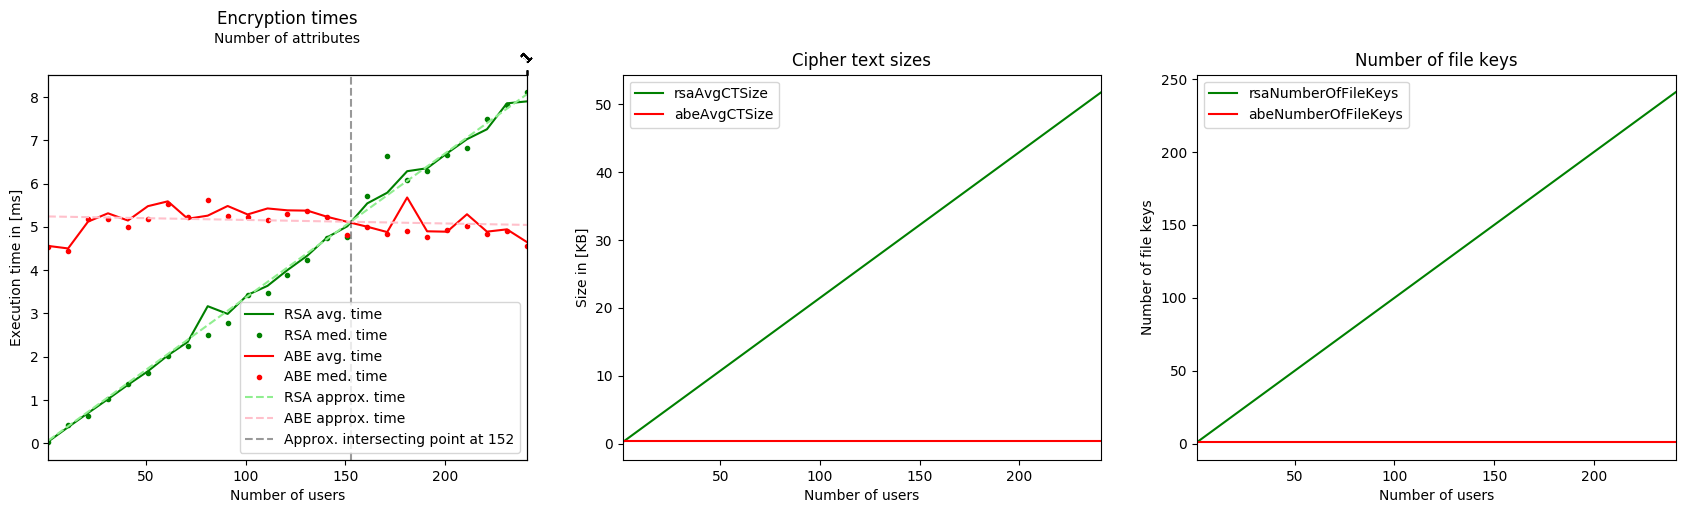 Encryption times
Number of attributes
1
Execution time in [ms]
8
7
6
5
4
3
2
1
0
RSA avg. time
RSA med. time
ABE avg. time
ABE med. time
RSA approx. time
ABE approx. time
Approx. intersecting point at 152
50 100 150 200
Number of users
Cipher text sizes
Size in [KB]
50
40
30
20
10
0
rsaAvgCTSize
abeAvgCTSize
50 100 150 200
Number of users
Number of file keys
Number of file keys
250
200
150
100
50
0
rsaNumberOfFileKeys
abeNumberOfFileKeys
50 100 150 200
Number of users